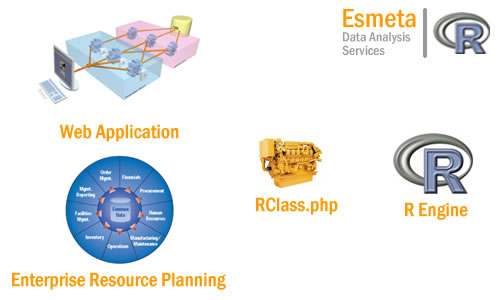 Esmeta
Data Analysis
Services
R
Web Application
Order
Mgmt.
Financials
Procurement
Human
Resources
Manufacturing/
Maintenance
Operations
Inventory
Facilities
Mgmt.
Mgmt.
Reporting
Common
Data
Enterprise Resource Planning
RClass.php
R
R Engine